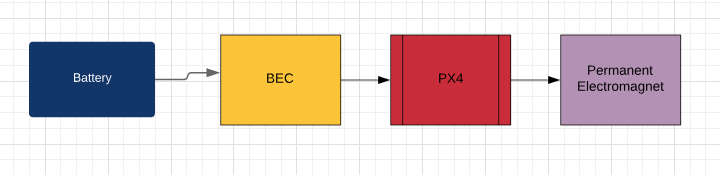 Battery
BEC
PX4
Permanent
Electromagnet